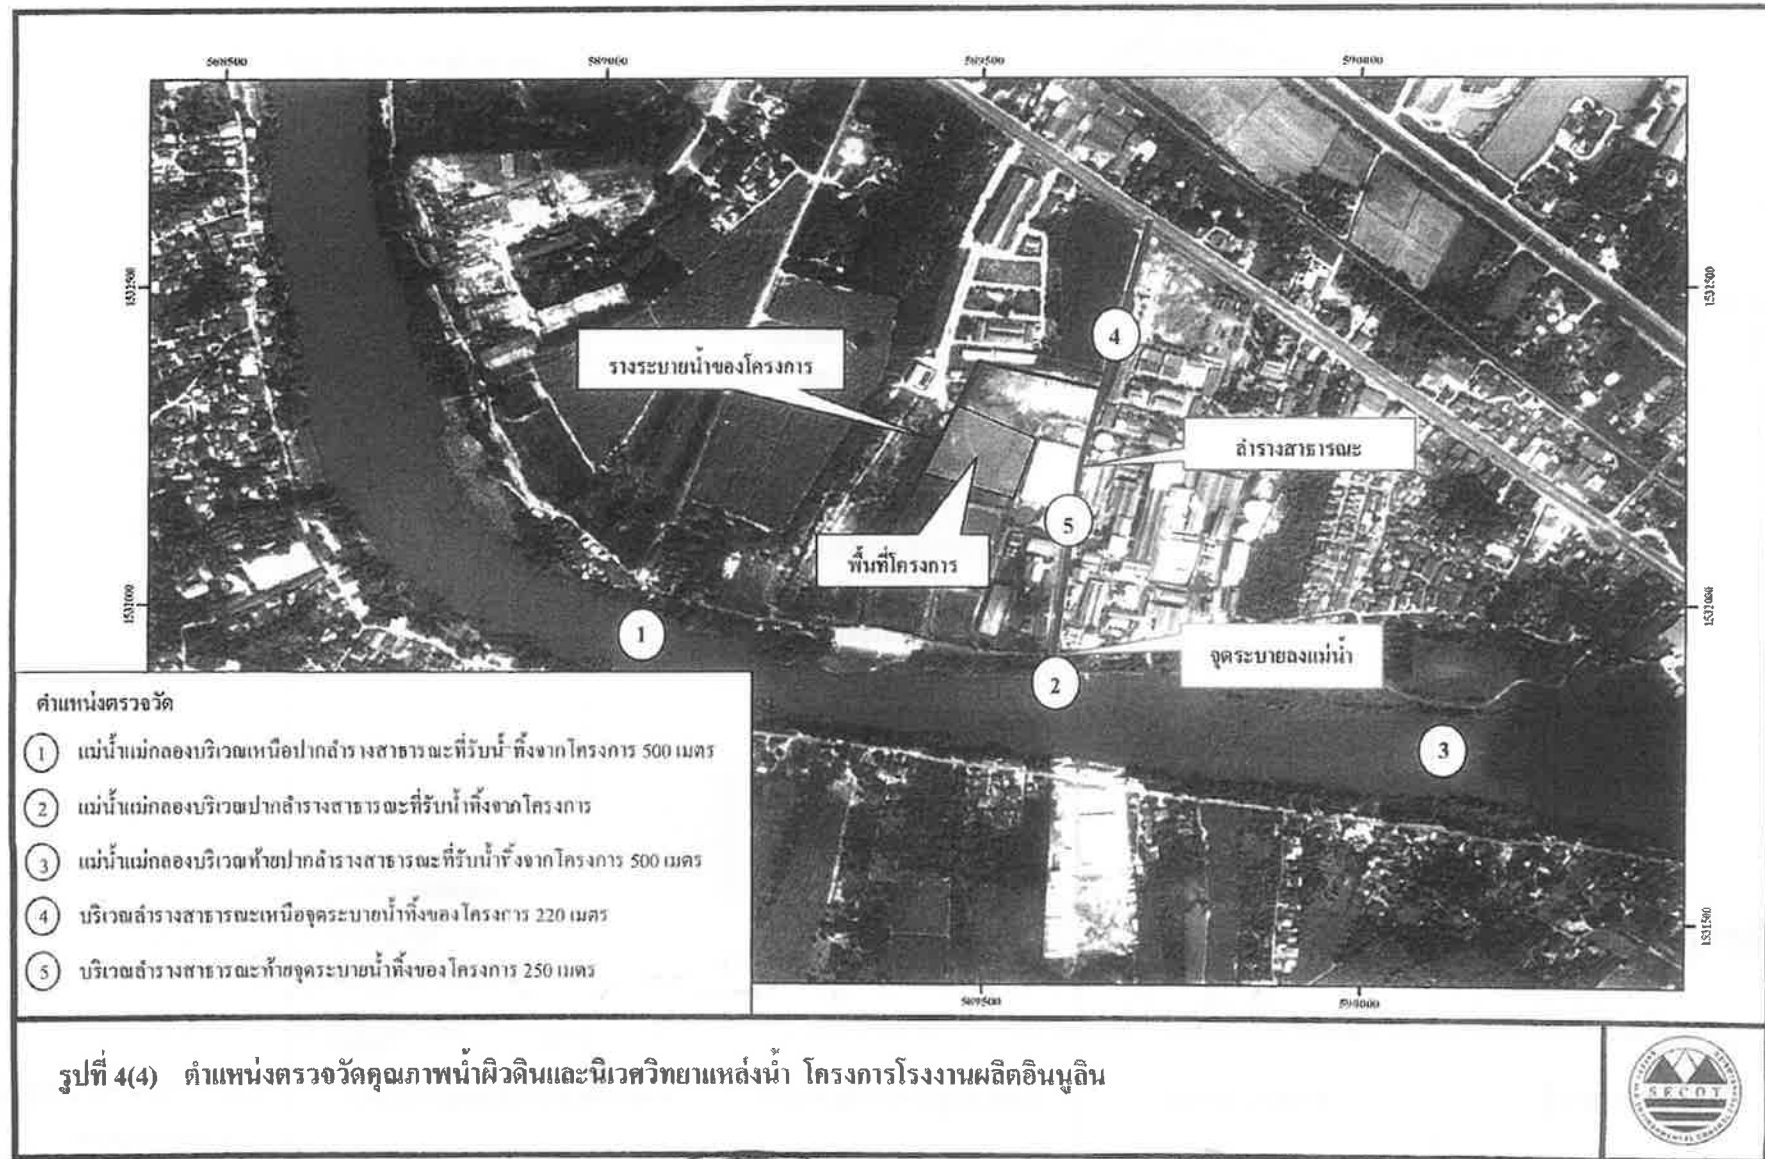 568500 589000 589500 590000
1532500 1532500
รางระบายน้ำของโครงการ
4
ลำรางสาธารณะ
5
พื้นที่โครงการ
1532000 1532000
1
จุดระบายลงแม่น้ำ
2
3
ตำแหน่งตรวจวัด
1 แม่น้ำแม่กลองบริเวณเหนือปากลำรางสาธารณะที่รับน้ ทิ้งจากโครงการ 500 เมตร
2 แม่น้ำแม่กลองบริเวณปากลำรางสาธารณะที่รับน้ำทิ้งจากโครงการ
3 แม่น้ำแม่กลองบริเวณท้ายปากลำรางสาธารณะที่รับน้ำทิ้งจากโครงการ 500 เมตร
4 บริเวณลำรางสาธารณะเหนือจุดระบายน้ำทิ้งของโครงการ 220 เมตร
1531500
5 บริเวณลำรางสาธารณะท้ายจุดระบายน้ำทิ้งของโครงการ 250 เมตร
589500 590000
รูปที่ 4(4) ตำแหน่งตรวจวัดคุณภาพน้ำผิวดินและนิเวศวิทยาแหล่งน้ำ โครงการโรงงานผลิตอินนูลิน
SECOT